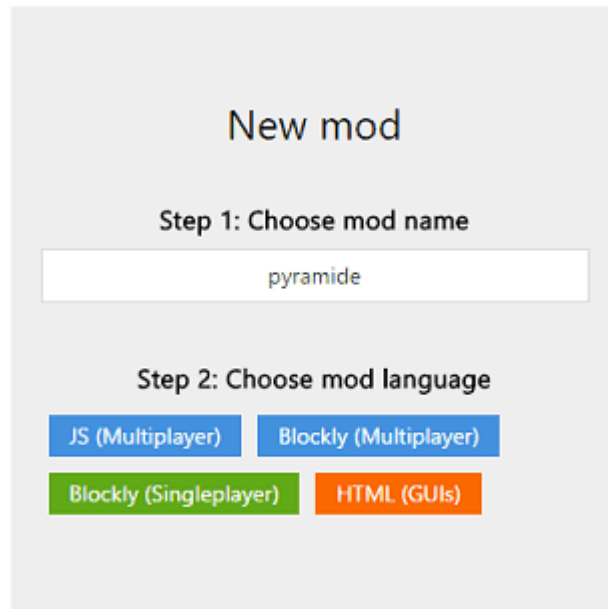 New mod
Step 1: Choose mod name
pyramide
Step 2: Choose mod language
JS (Multiplayer) Blockly (Multiplayer)
Blockly (Singleplayer) HTML (GUIs)